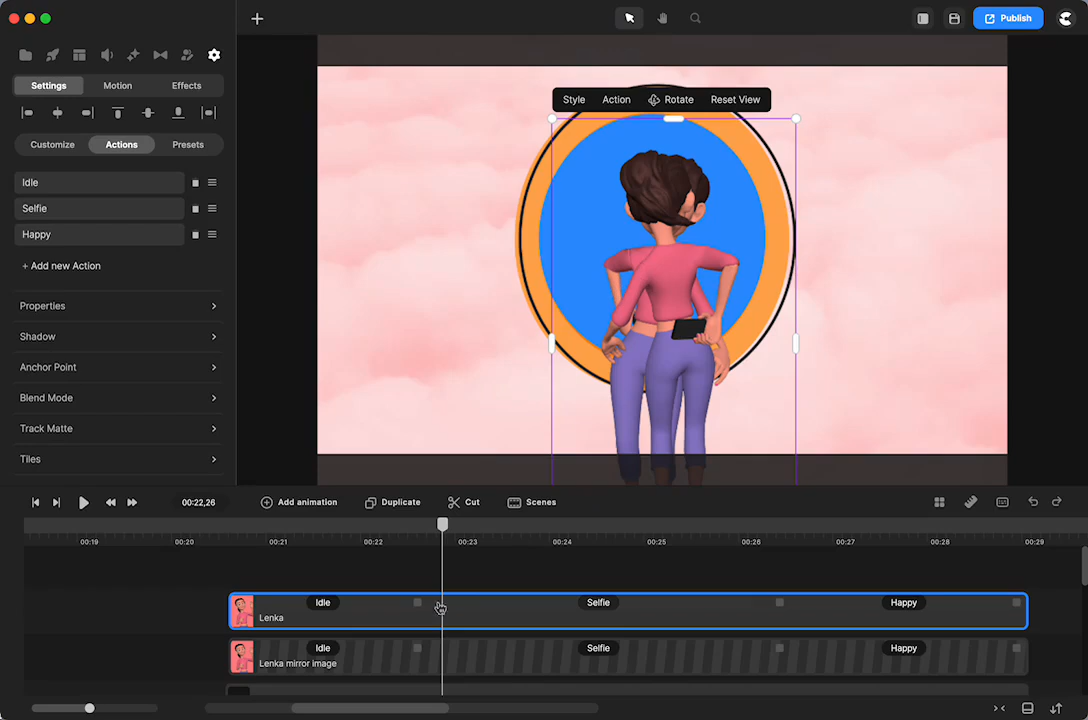 Publish
Settings Motion Effects
Style Action Rotate Reset View
Customize Actions Presets
Idle
Selfie
Happy
+ Add new Action
Properties
Shadow
Anchor Point
Blend Mode
Track Matte
Tiles
00:22,26 Add animation Duplicate Cut Scenes
00:19 00:20 00:21 00:22 00:23 00:24 00:25 00:26 00:27 00:28 00:29
Idle Selfie Happy
Lenka
Idle Selfie Happy
Lenka mirror image